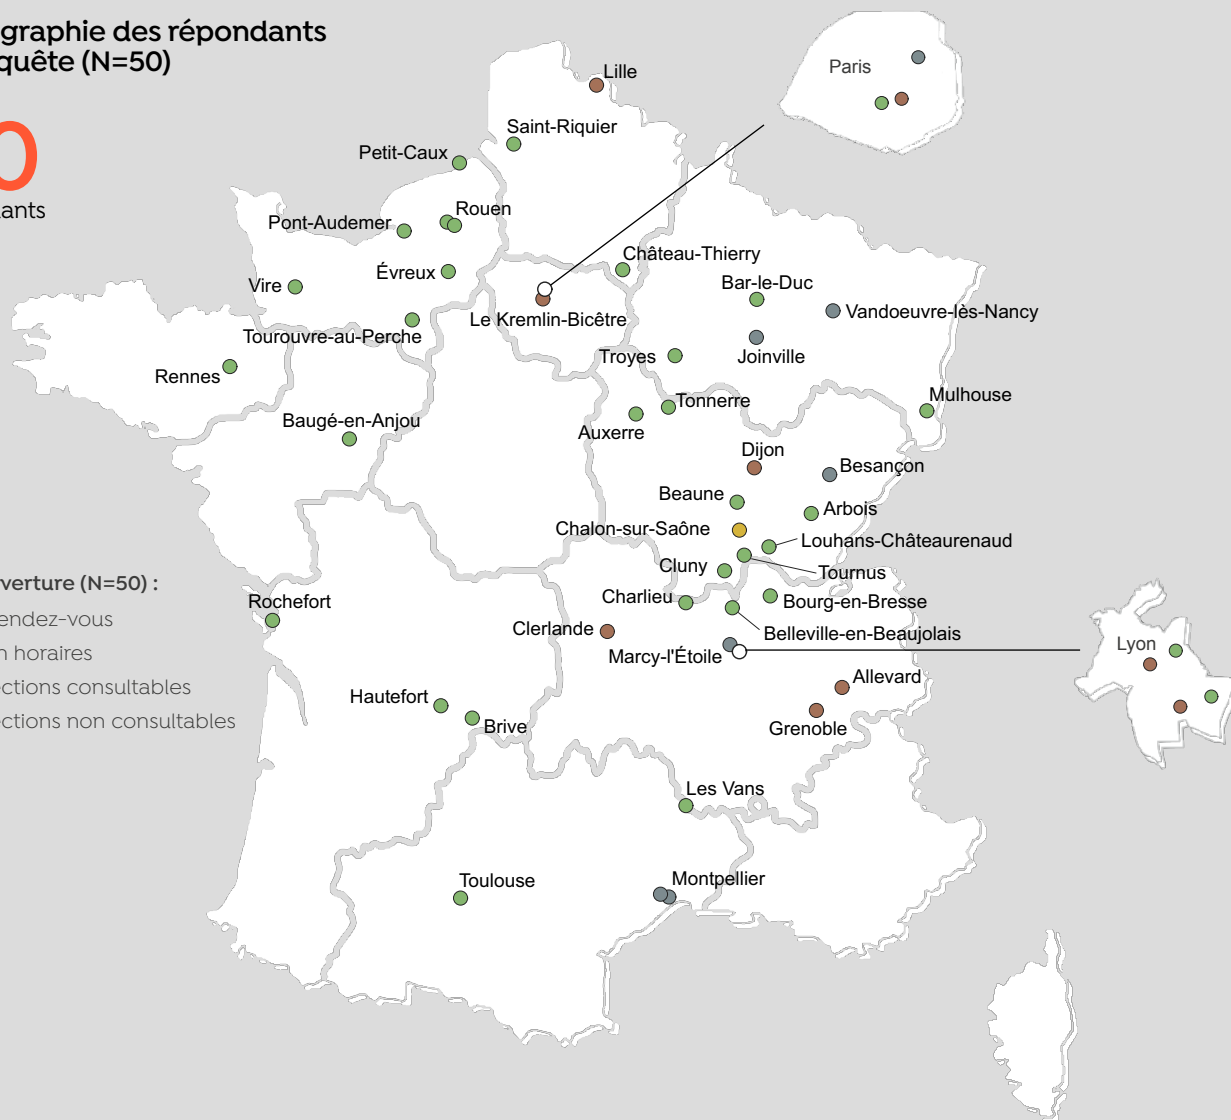 graphie des répondants
quête (N=50)
0
ants
Lille
Paris
Saint-Riquier
Petit-Caux
Rouen
Pont-Audemer
Château-Thierry
Évreux
Bar-le-Duc
Vire
Vandoeuvre-lès-Nancy
Le Kremlin-Bicêtre
Tourouvre-au-Perche
Troyes
Joinville
Rennes
Mulhouse
Tonnerre
Baugé-en-Anjou
Auxerre
Dijon
Besançon
Beaune
Arbois
Chalon-sur-Saône
Louhans-Châteaurenaud
Cluny
Tournus
verture (N=50) :
Charlieu
Bourg-en-Bresse
Rochefort
endez-vous
Clerlande
Belleville-en-Beaujolais
Lyon
n horaires
Marcy-l'Étoile
Allevard
ections consultables
Hautefort
ections non consultables
Brive
Grenoble
Les Vans
Toulouse
Montpellier